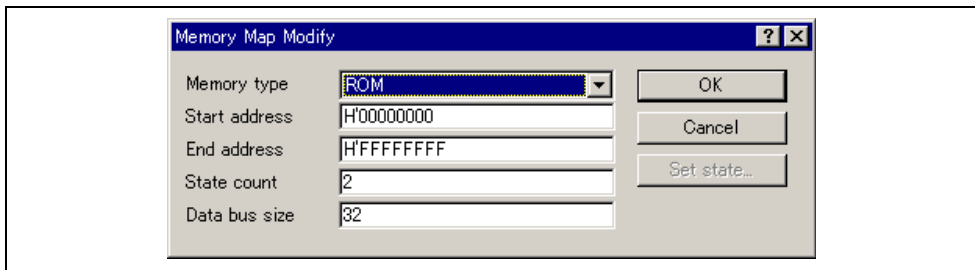 Memory Map Modify
Memory type ROM OK
Start address H'00000000
Cancel
End address H'FFFFFFFF
Set state...
State count 2
Data bus size 32